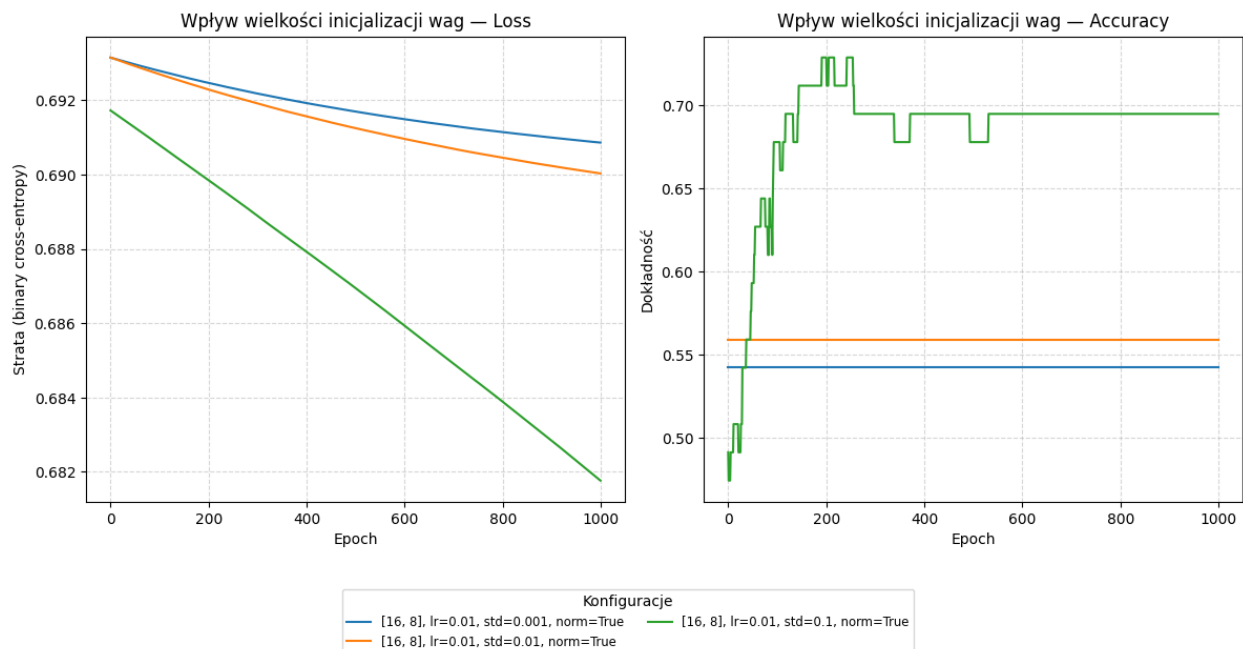 Wpływ wielkości inicjalizacji wag — Loss
Strata (binary cross-entropy)
0.692
0.690
0.688
0.686
0.684
0.682
0
200
400
600
800
1000
Epoch
Wpływ wielkości inicjalizacji wag — Accuracy
Dokładność
0.70
0.65
0.60
0.55
0.50
0
200
400
600
800
1000
Epoch
Konfiguracje
[16, 8], lr=0.01, std=0.001, norm=True
[16, 8], lr=0.01, std=0.01, norm=True
[16, 8], lr=0.01, std=0.1, norm=True